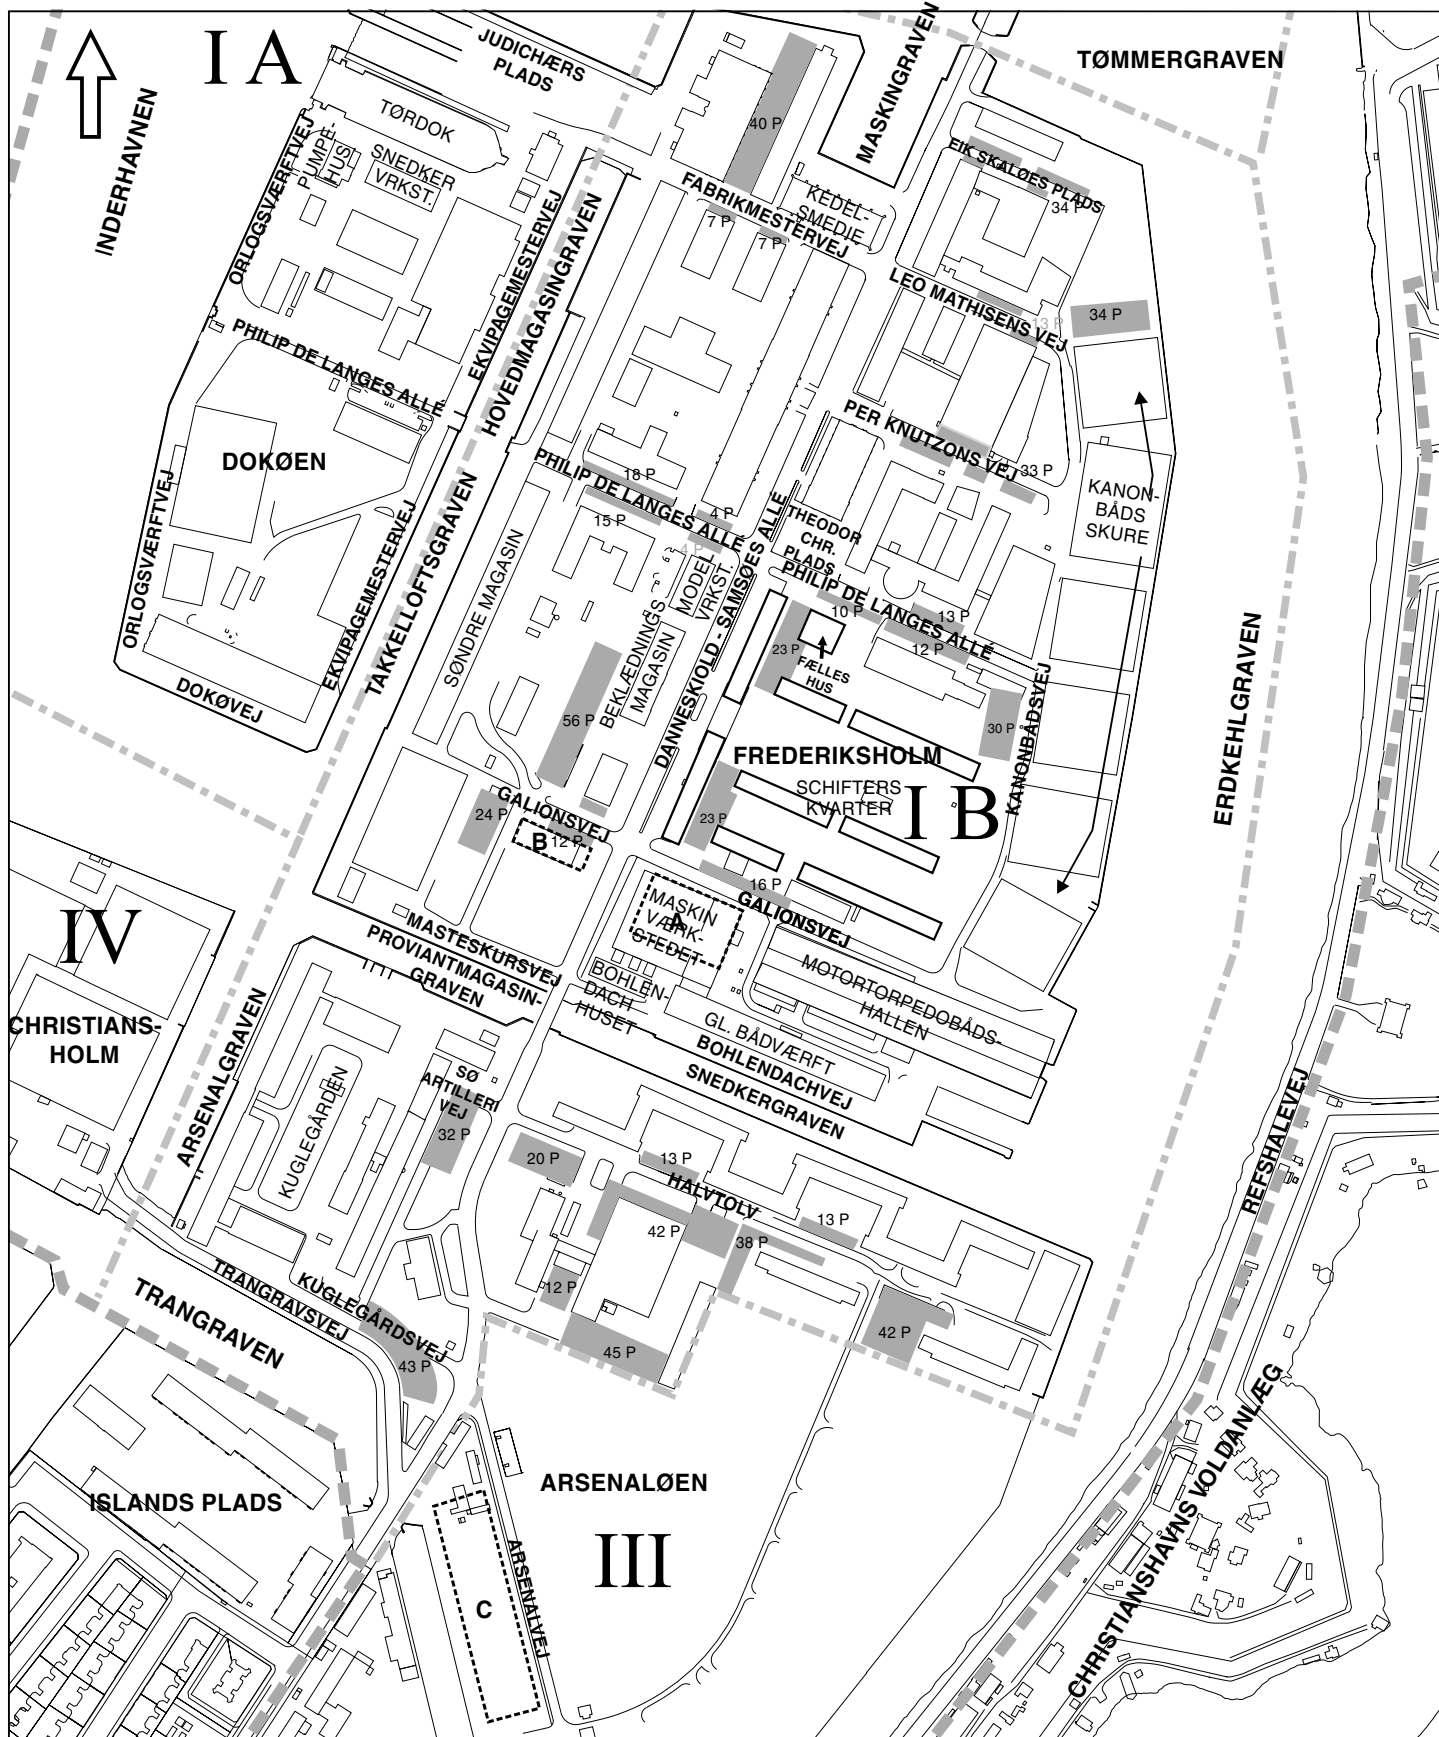 I A
JUDICHÆRS
PLADS
MASKINGRAVEN
TØMMERGRAVEN
INDERHAVNEN
ORLOGSVÆRFTVEJ
PUMPE-
HUS
TØRDOK
SNEDKER
VRKST.
40 P
EIK SKALØES PLADS
34 P
FABRIKMESTERVEJ
7 P
7 P
KEDEL-
SMEDJE
EKVIPAGEMESTERVEJ
HOVEDMAGASINGRAVEN
LEO MATHISENS VEJ
13 P
34 P
PHILIP DE LANGES ALLÉ
DOKØEN
PER KNUTZONS VEJ
33 P
KANON-
BÅDS
SKURE
PHILIP DE LANGES ALLÉ
18 P
15 P
4 P
4 P
THEODOR
CHR.
PLADS
ORLOGSVÆRFTVEJ
EKVIPAGEMESTERVEJ
TAKKELLOFTSGRAVEN
SØNDRE MAGASIN
MODEL
VRKST.
BEKLÆDNINGS
MAGASIN
DANNESKIOLD - SAMSØES ALLÉ
PHILIP DE LANGES ALLÉ
10 P
13 P
12 P
23 P
FÆLLES
HUS
DOKØVEJ
56 P
30 P
KANONBÅDSVEJ
ERDKEHLGRAVEN
FREDERIKSHOLM
SCHIFTERS
KVARTER
I B
24 P
GALIONSVEJ
B
12 P
23 P
16 P
GALIONSVEJ
MASKIN
VÆRK-
STEDET
A
IV
MASTESKURSVEJ
PROVIANTMAGASIN-
GRAVEN
BOHLEN-
DACH
HUSET
MOTORTORPEDOBÅDS-
HALLEN
CHRISTIANS-
HOLM
ARSENALGRAVEN
GL. BÅDVÆRFT
BOHLENDACHVEJ
SNEDKERGRAVEN
KUGLEGÅRDEN
SØ
ARTILLERI
VEJ
32 P
20 P
13 P
HALVTOLV
42 P
38 P
13 P
REFSHALEVEJ
TRANGRAVSVEJ
KUGLEGÅRDSVEJ
12 P
TRANGRAVEN
43 P
45 P
42 P
ISLANDS PLADS
ARSENALØEN
III
C
ARSENALVEJ
CHRISTIANSHAVNS VOLDANLÆG